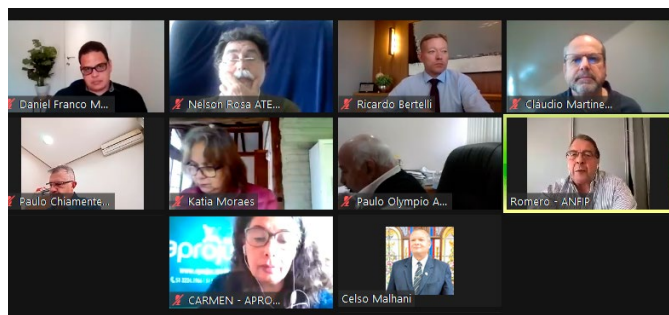 Daniel Franco M...
Nelson Rosa ATE...
Ricardo Bertelli
Cláudio Martine...
Paulo Chiamente...
Katia Moraes
Paulo Olympio A...
Romero - ANFIP
aproj
CARMEN - APRO...
Celso Malhani